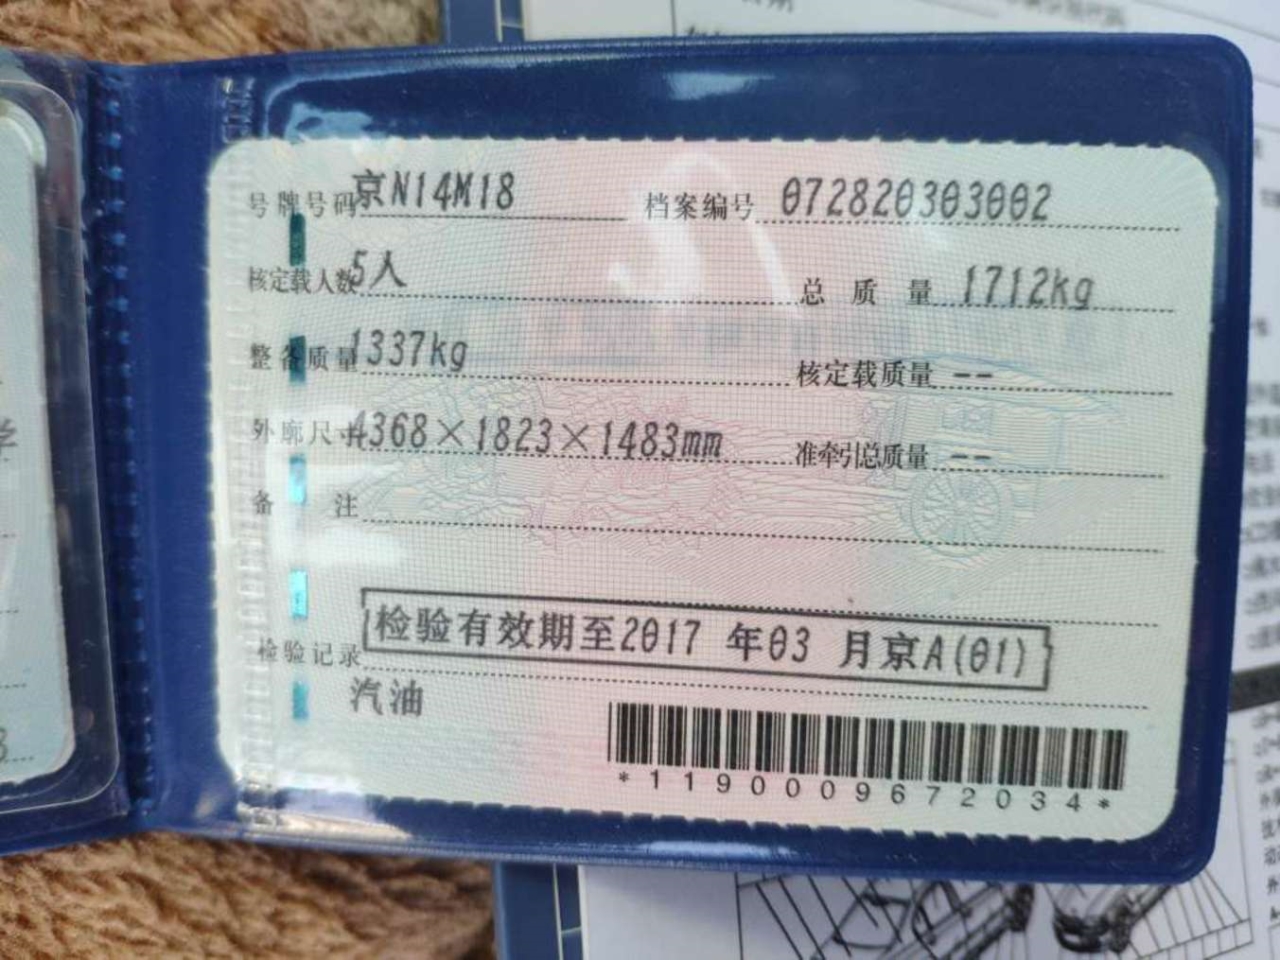 号牌号码 京N14M18 档案编号 072820303002
核定载人数 5人 总质量 1712kg
整备质量 1337kg 核定载质量 --
外廓尺寸 4368×1823×1483mm 准牵引总质量 --
备注
检验记录 检验有效期至2017 年03 月京A(01)
汽油
*1190009672034*